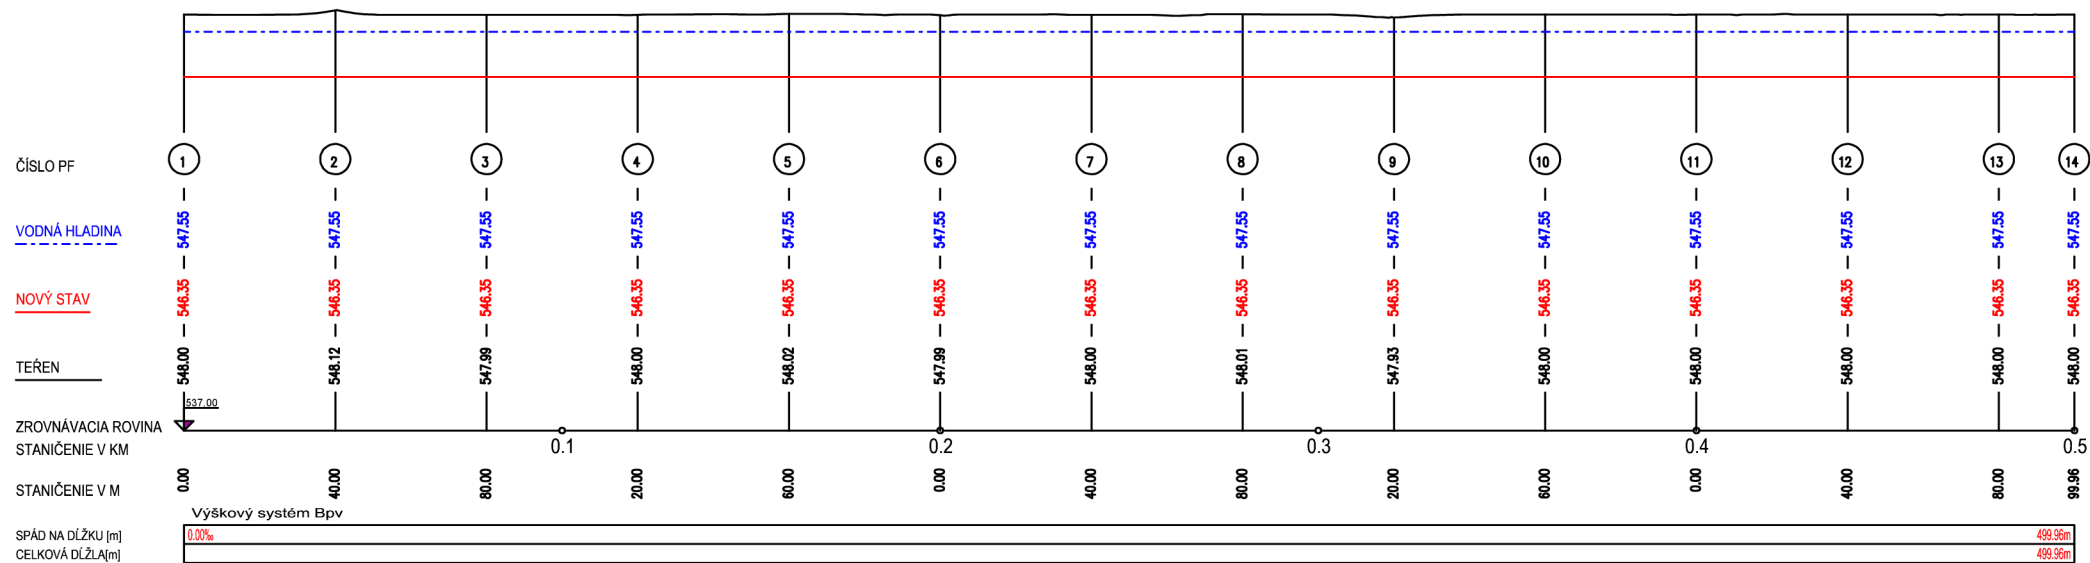 ČÍSLO PF 1 2 3 4 5 6 7 8 9 10 11 12 13 14
VODNÁ HLADINA 547.55 547.55 547.55 547.55 547.55 547.55 547.55 547.55 547.55 547.55 547.55 547.55 547.55 547.55
NOVÝ STAV 546.35 546.35 546.35 546.35 546.35 546.35 546.35 546.35 546.35 546.35 546.35 546.35 546.35 546.35
TEŔEN 548.00 548.12 547.99 548.00 548.02 547.99 548.00 548.01 547.93 548.00 548.00 548.00 548.00 548.00
537.00
ZROVNÁVACIA ROVINA
STANIČENIE V KM 0.1 0.2 0.3 0.4 0.5
STANIČENIE V M 0.00 40.00 80.00 20.00 60.00 0.00 40.00 80.00 20.00 60.00 0.00 40.00 80.00 99.96
Výškový systém Bpv
SPÁD NA DĹŽKU [m] 0.00‰ 499.96m
CELKOVÁ DĹŽLA[m] 499.96m